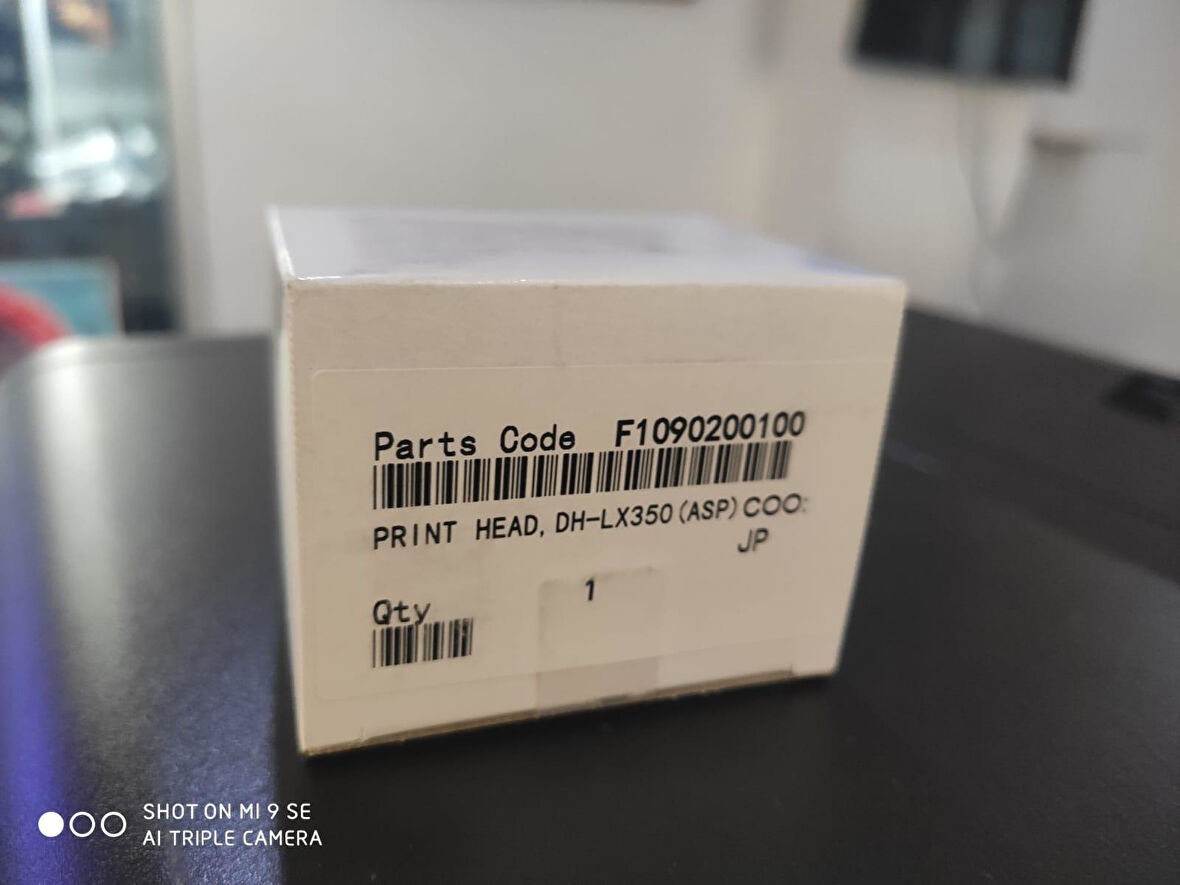 Parts Code F1090200100
PRINT HEAD, DH-LX350 (ASP) COO:
JP
1
Qty
SHOT ON MI 9 SE
AI TRIPLE CAMERA